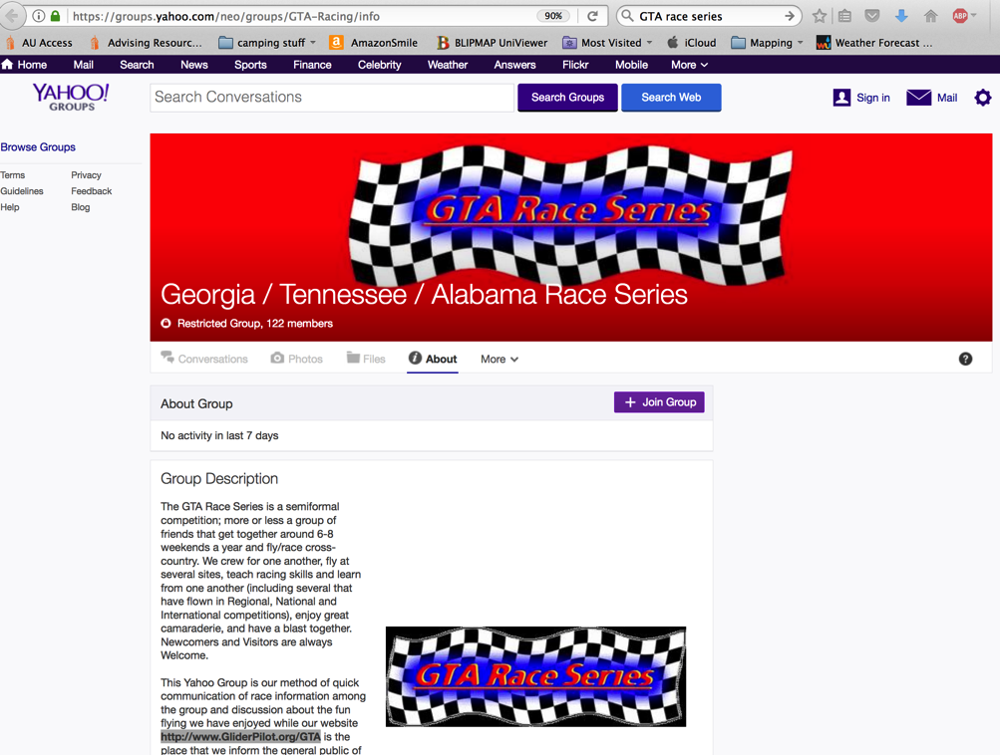 https://groups.yahoo.com/neo/groups/GTA-Racing/info 90% GTA race series ABP
AU Access Advising Resourc... camping stuff AmazonSmile BLIPMAP UniViewer Most Visited iCloud Mapping Weather Forecast ...
Home Mail Search News Sports Finance Celebrity Weather Answers Flickr Mobile More
YAHOO!
GROUPS
Search Conversations Search Groups Search Web Sign in Mail
Browse Groups
Terms Privacy
Guidelines Feedback
Help Blog
GTA Race Series
Georgia / Tennessee / Alabama Race Series
Restricted Group, 122 members
Conversations Photos Files About More
About Group + Join Group
No activity in last 7 days
Group Description
The GTA Race Series is a semiformal
competition; more or less a group of
friends that get together around 6-8
weekends a year and fly/race cross-
country. We crew for one another, fly at
several sites, teach racing skills and learn
from one another (including several that
have flown in Regional, National and
International competitions), enjoy great
camaraderie, and have a blast together.
Newcomers and Visitors are always
Welcome.
GTA Race Series
This Yahoo Group is our method of quick
communication of race information among
the group and discussion about the fun
flying we have enjoyed while our website
http://www.GliderPilot.org/GTA is the
place that we inform the general public of